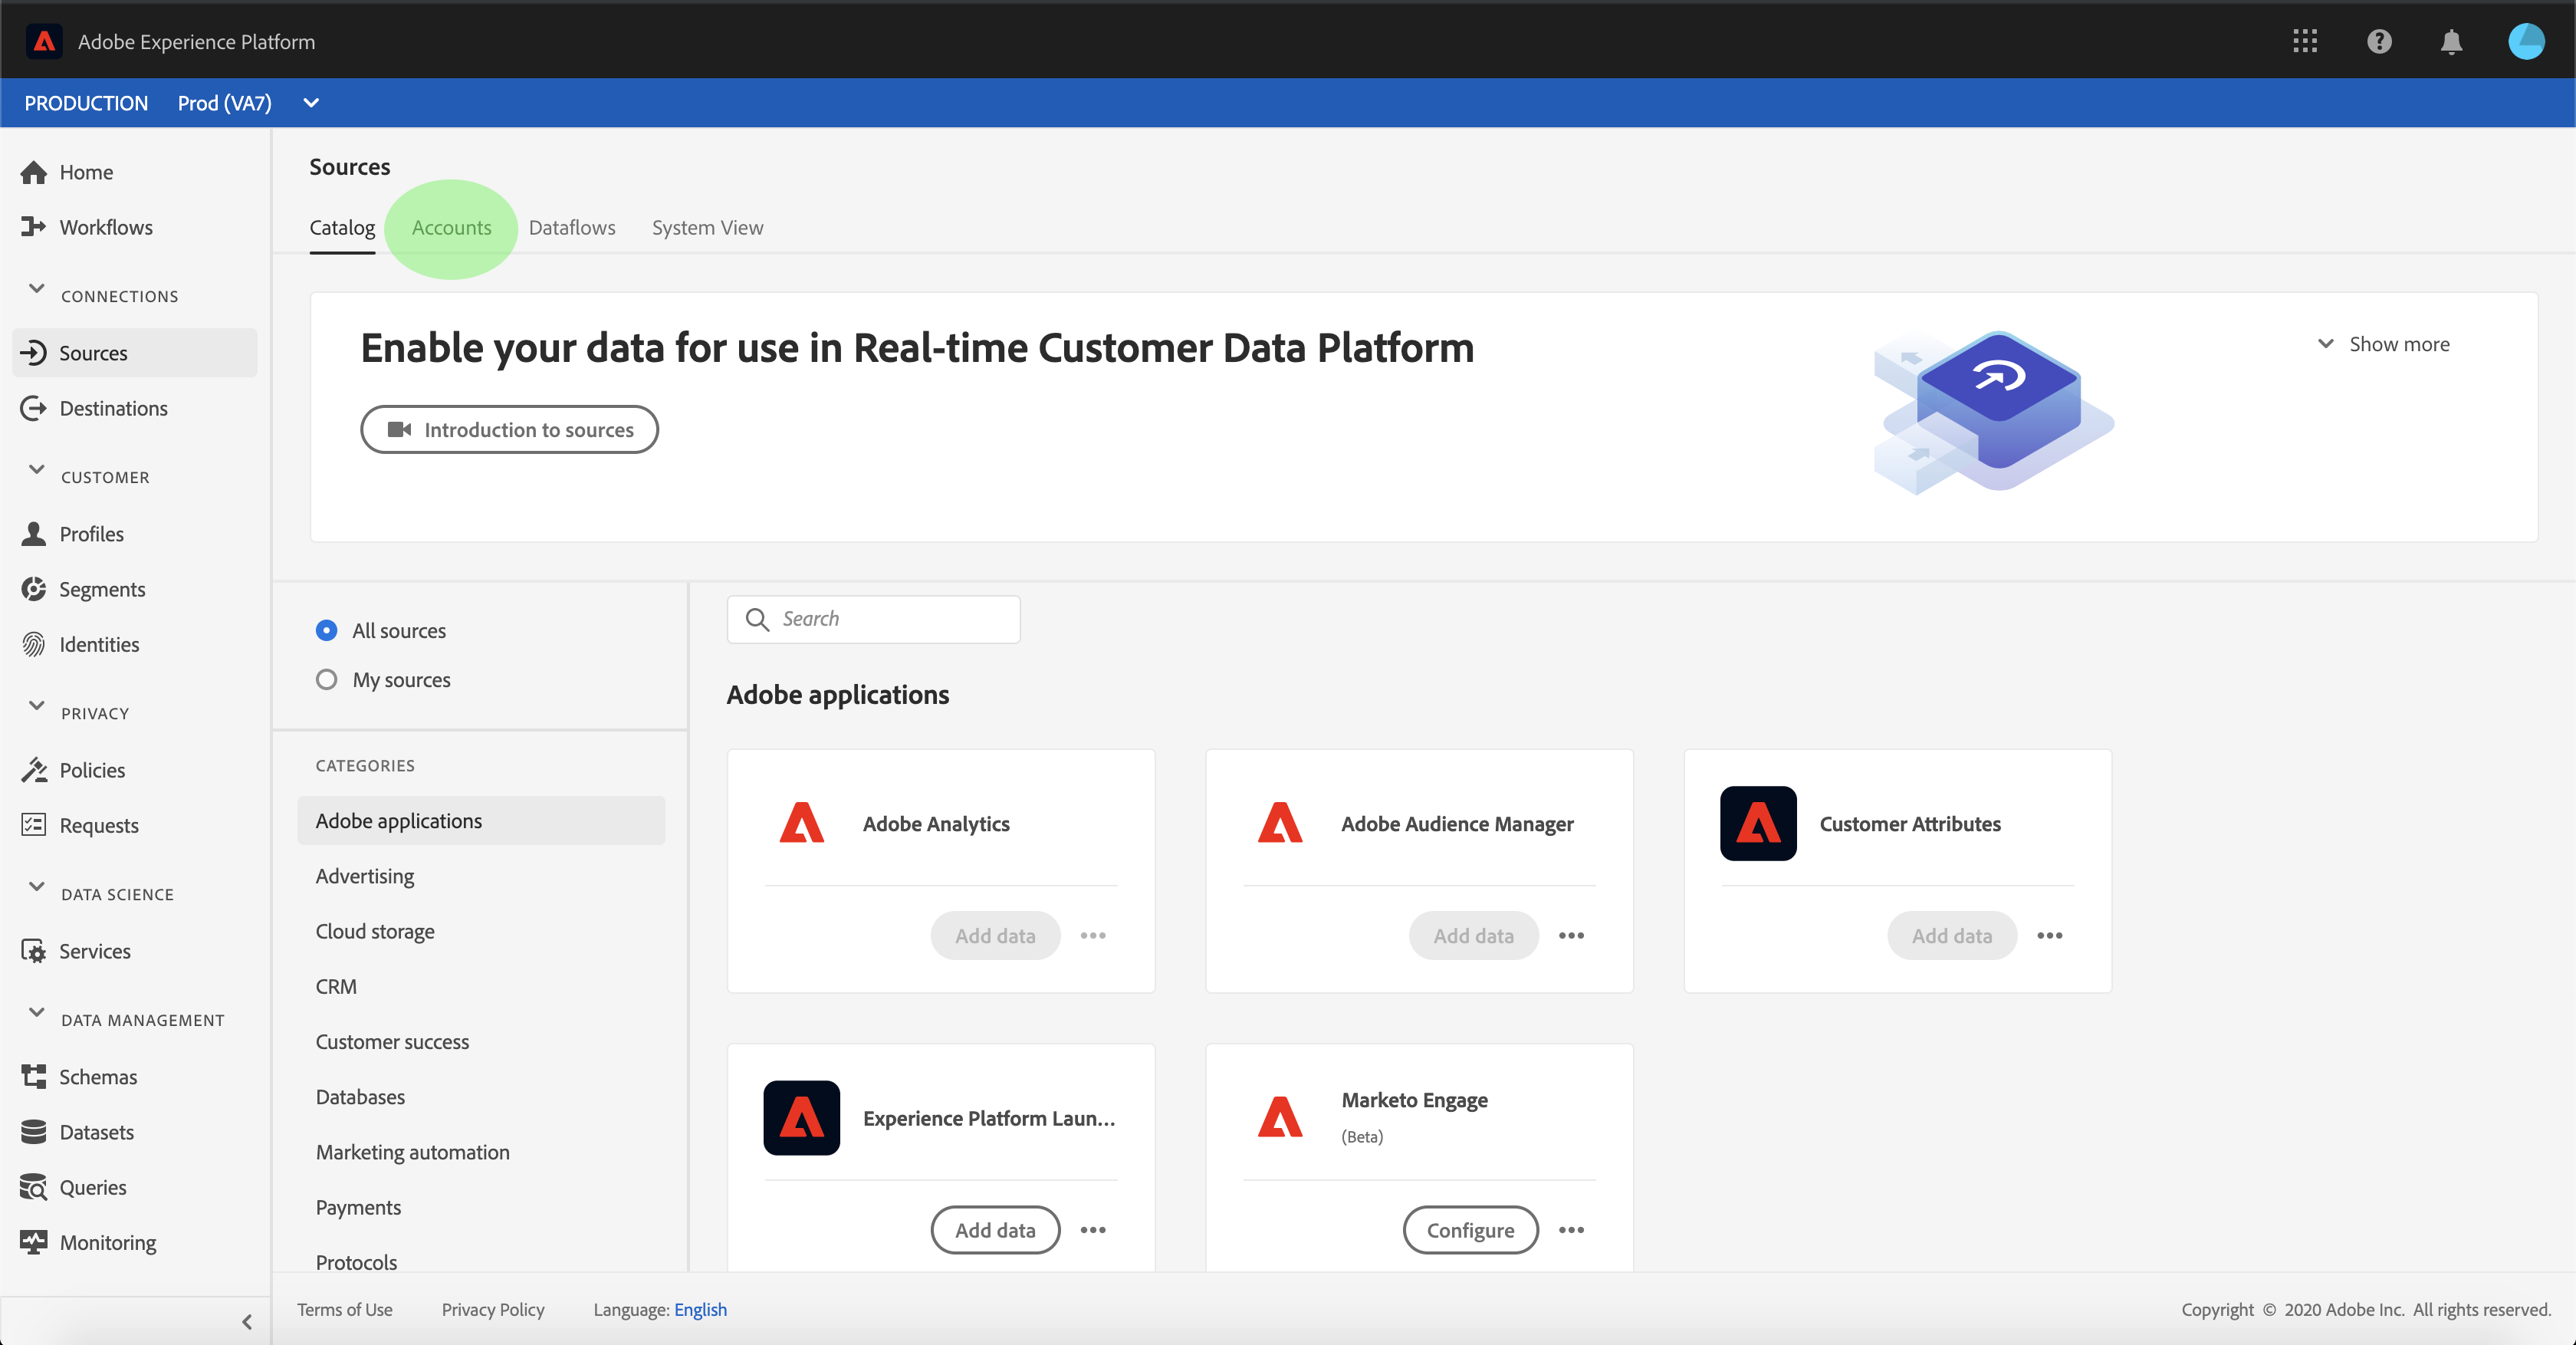 Adobe Experience Platform
PRODUCTION Prod (VA7)
Home
Workflows
CONNECTIONS
Sources
Destinations
CUSTOMER
Profiles
Segments
Identities
PRIVACY
Policies
Requests
DATA SCIENCE
Services
DATA MANAGEMENT
Schemas
Datasets
Queries
Monitoring
Sources
Catalog Accounts Dataflows System View
Enable your data for use in Real-time Customer Data Platform
Show more
Introduction to sources
All sources
My sources
CATEGORIES
Adobe applications
Advertising
Cloud storage
CRM
Customer success
Databases
Marketing automation
Payments
Protocols
Search
Adobe applications
Adobe Analytics
Add data
Adobe Audience Manager
Add data
Customer Attributes
Add data
Experience Platform Laun...
Add data
Marketo Engage
(Beta)
Configure
Terms of Use Privacy Policy Language: English
Copyright © 2020 Adobe Inc. All rights reserved.